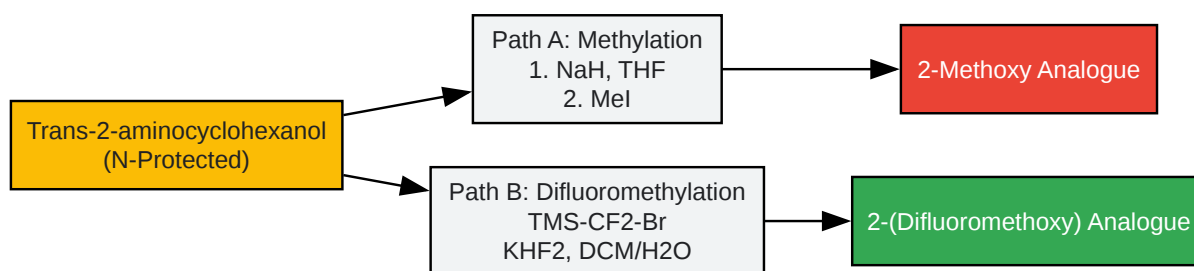 Trans-2-aminocyclohexanol
(N-Protected)
Path A: Methylation
1. NaH, THF
2. MeI
2-Methoxy Analogue
Path B: Difluoromethylation
TMS-CF2-Br
KHF2, DCM/H2O
2-(Difluoromethoxy) Analogue